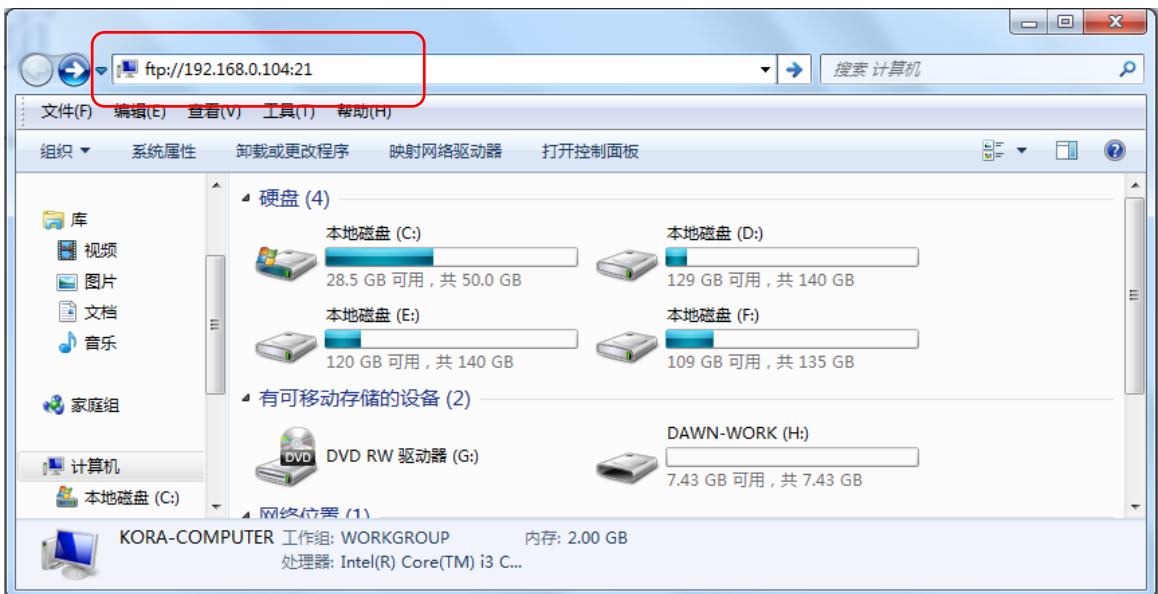 ftp://192.168.0.104:21
搜索 计算机
文件(F) 编辑(E) 查看(V) 工具(T) 帮助(H)
组织 系统属性 卸载或更改程序 映射网络驱动器 打开控制面板
库
视频
图片
文档
音乐
家庭组
计算机
本地磁盘 (C:)
硬盘 (4)
本地磁盘 (C:)
28.5 GB 可用，共 50.0 GB
本地磁盘 (D:)
129 GB 可用，共 140 GB
本地磁盘 (E:)
120 GB 可用，共 140 GB
本地磁盘 (F:)
109 GB 可用，共 135 GB
有可移动存储的设备 (2)
DVD
DVD RW 驱动器 (G:)
DAWN-WORK (H:)
7.43 GB 可用，共 7.43 GB
网络位置 (1)
KORA-COMPUTER 工作组: WORKGROUP 内存: 2.00 GB
处理器: Intel(R) Core(TM) i3 C...